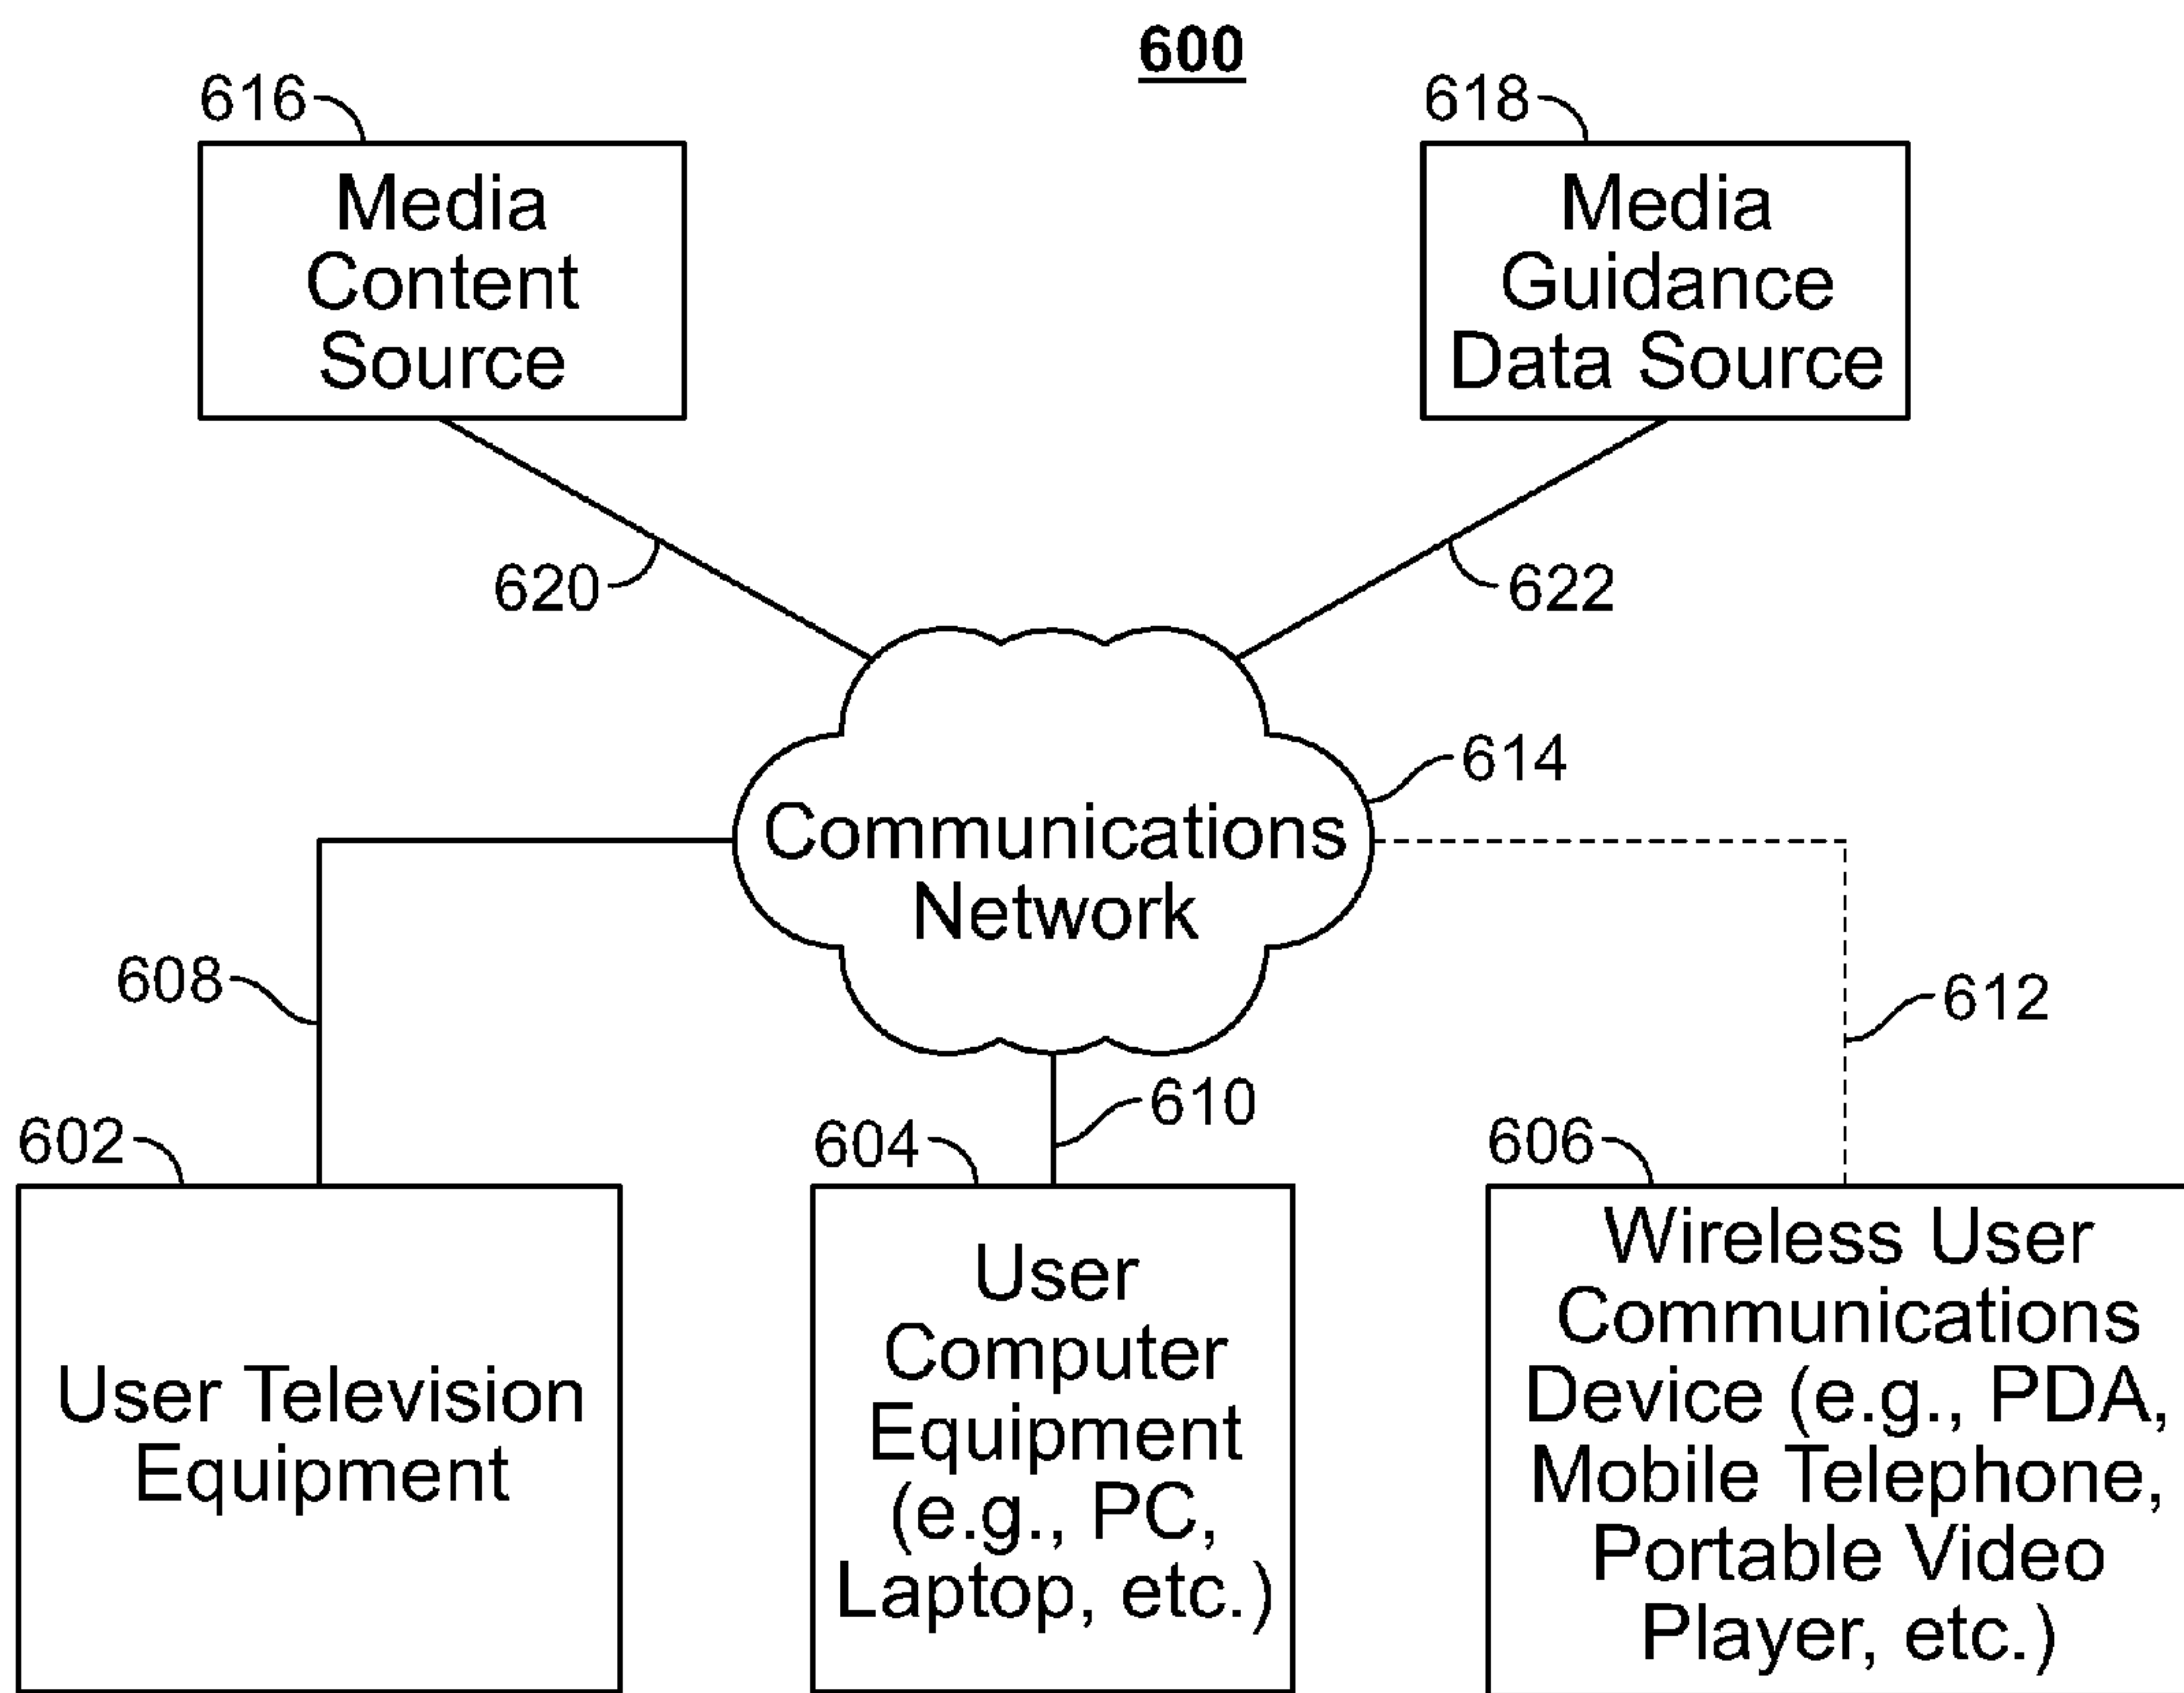 600
616
618
Media
Content
Source
Media
Guidance
Data Source
620
622
614
Communications
Network
608
612
610
602
604
606
User Television
Equipment
User
Computer
Equipment
(e.g., PC,
Laptop, etc.)
Wireless User
Communications
Device (e.g., PDA,
Mobile Telephone,
Portable Video
Player, etc.)